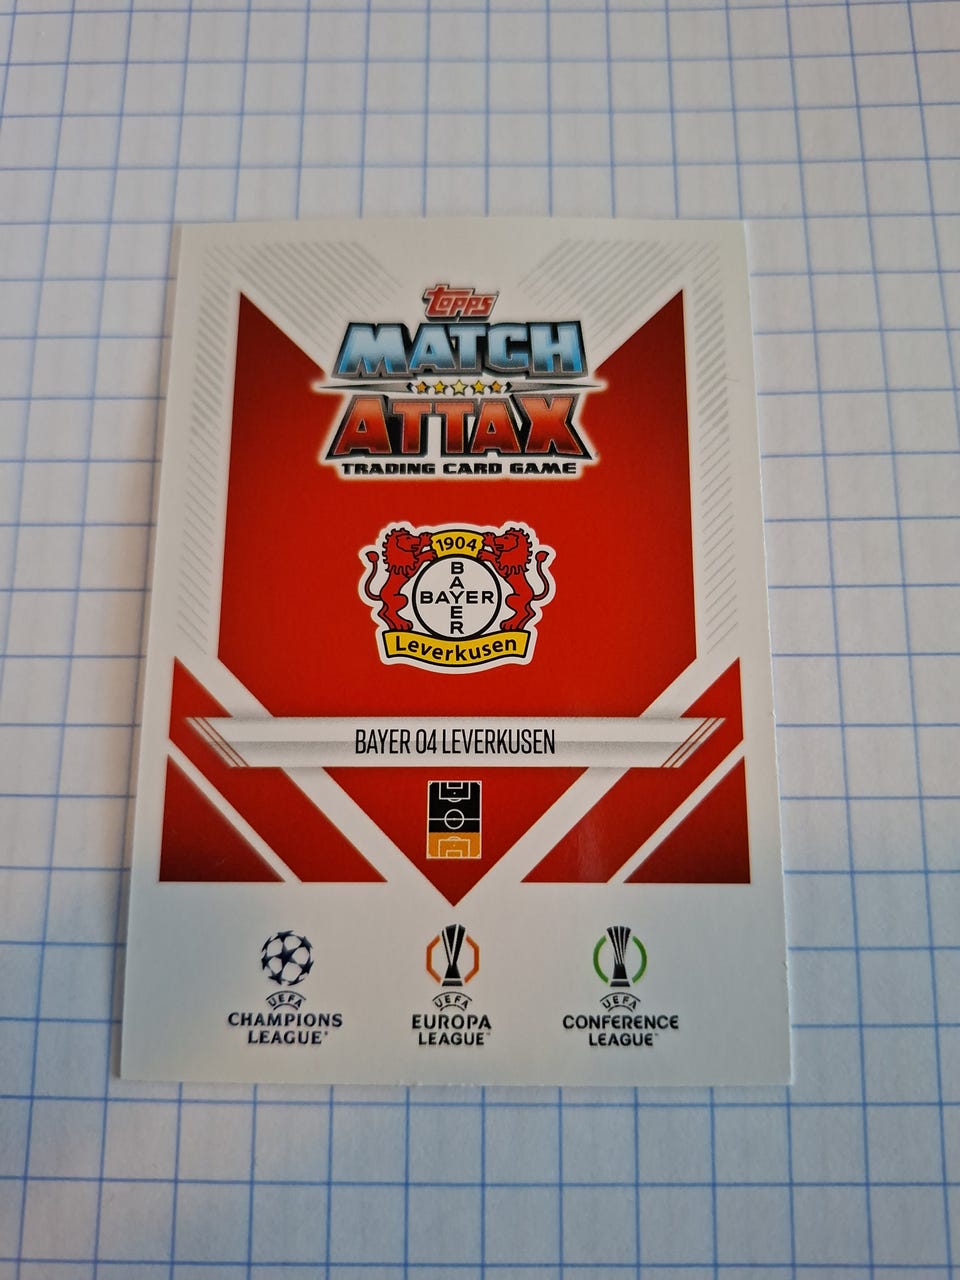 topps
MATCH
ATTAX
TRADING CARD GAME
1904
BAYER
BAYER
Leverkusen
BAYER 04 LEVERKUSEN
UEFA
CHAMPIONS
LEAGUE
UEFA
EUROPA
LEAGUE
UEFA
CONFERENCE
LEAGUE